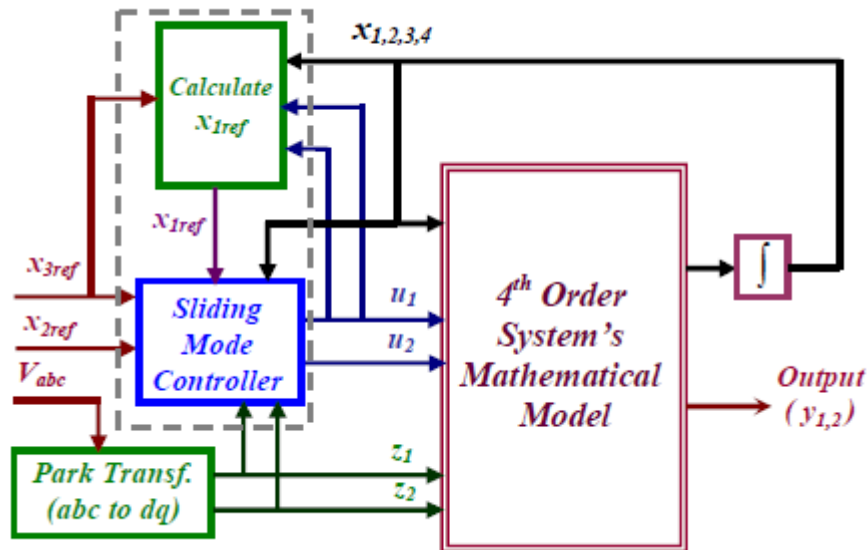 x1,2,3,4
Calculate
x1ref
x1ref
x3ref
x2ref
Vabc
Sliding
Mode
Controller
u1
u2
4th Order
System's
Mathematical
Model
∫
Output
( y1,2 )
Park Transf.
(abc to dq)
z1
z2